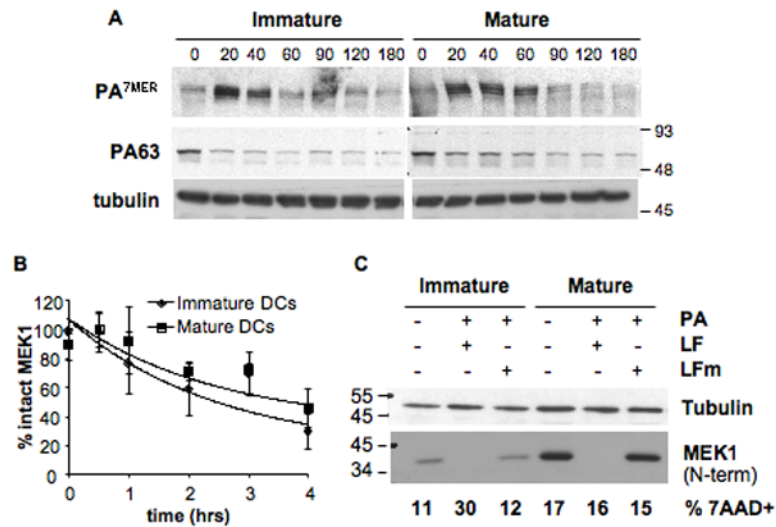 A Immature Mature
0 20 40 60 90 120 180 0 20 40 60 90 120 180
PA7MER
PA63
93
48
tubulin
45
B
120
100
80
60
40
20
0
% intact MEK1
Immature DCs
Mature DCs
0 1 2 3 4
time (hrs)
C
Immature Mature
- + + - + + PA
- + - - + - LF
- - + - - + LFm
55
45
Tubulin
45
34
MEK1
(N-term)
11 30 12 17 16 15 % 7AAD+